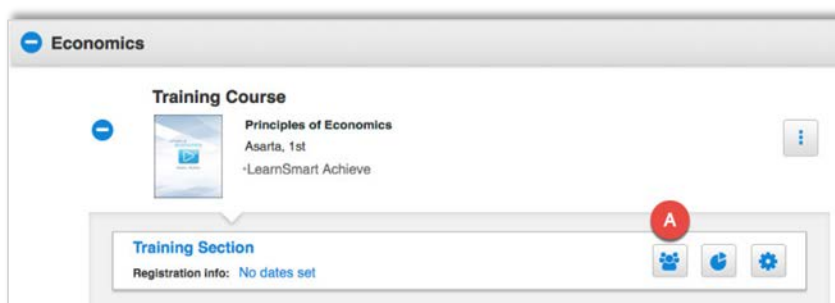 Economics
Training Course
Principles of Economics
Asarta, 1st
•LearnSmart Achieve
A
Training Section
Registration info: No dates set